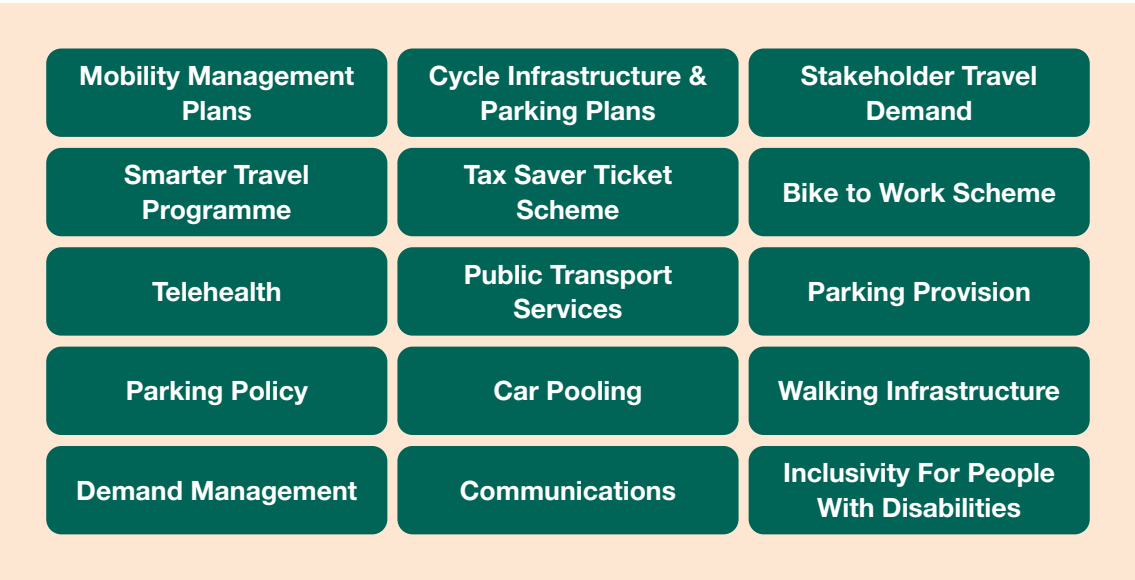 Mobility Management
Plans
Cycle Infrastructure &
Parking Plans
Stakeholder Travel
Demand
Smarter Travel
Programme
Tax Saver Ticket
Scheme
Bike to Work Scheme
Telehealth
Public Transport
Services
Parking Provision
Parking Policy
Car Pooling
Walking Infrastructure
Demand Management
Communications
Inclusivity For People
With Disabilities